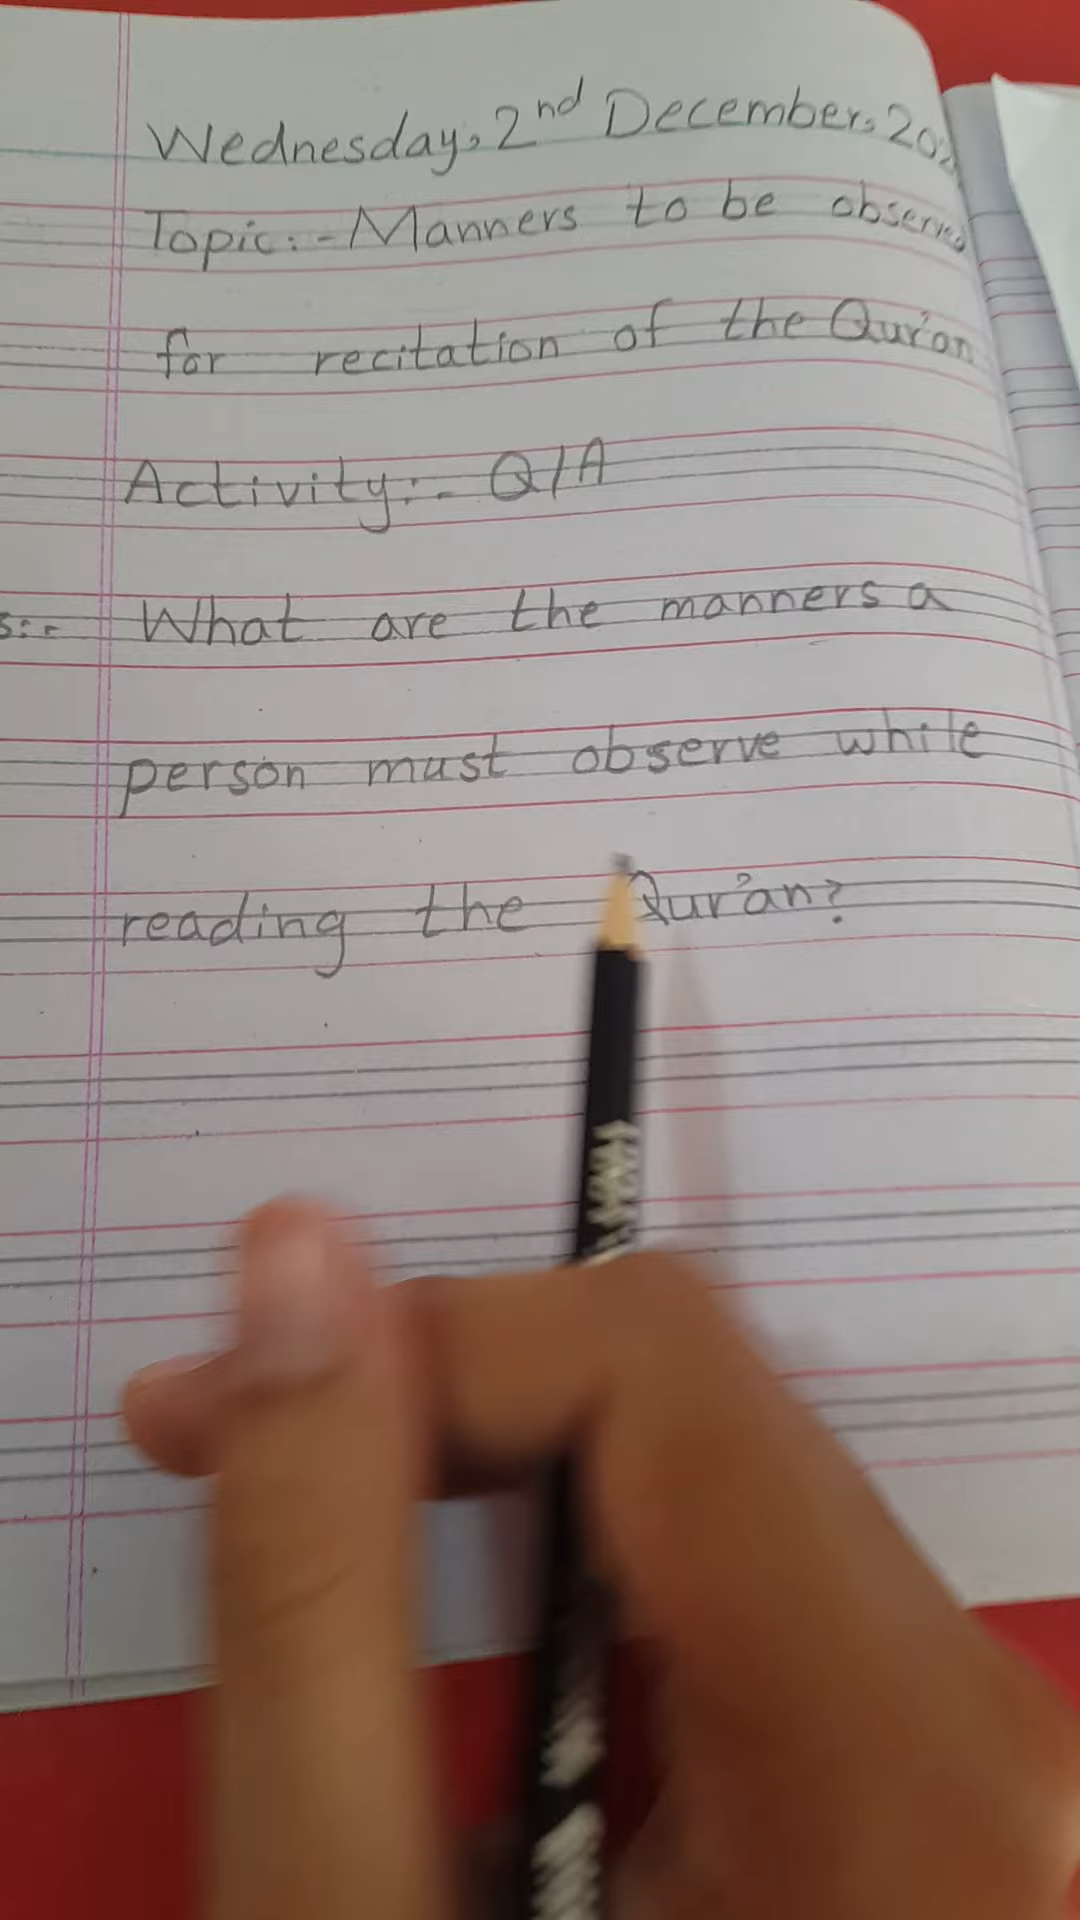 Wednesday, 2nd December,
Topic:- Manners to be observed
for recitation of the Qur'an
Activity:- Q/A
What are the manners a
person must observe while
reading the Qur'an?